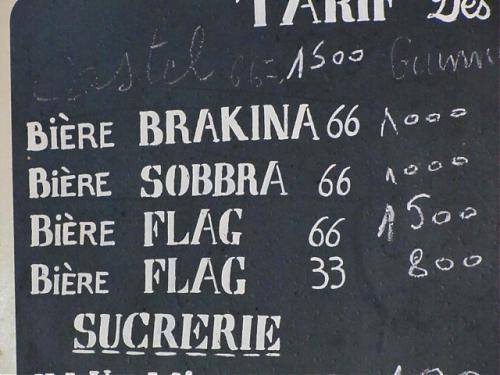 TARIF Des
Castel 66= 1500
BIÈRE BRAKINA 66 1000
BIÈRE SOBBRA 66 1000
BIÈRE FLAG 66 1500
BIÈRE FLAG 33 800
SUCRERIE